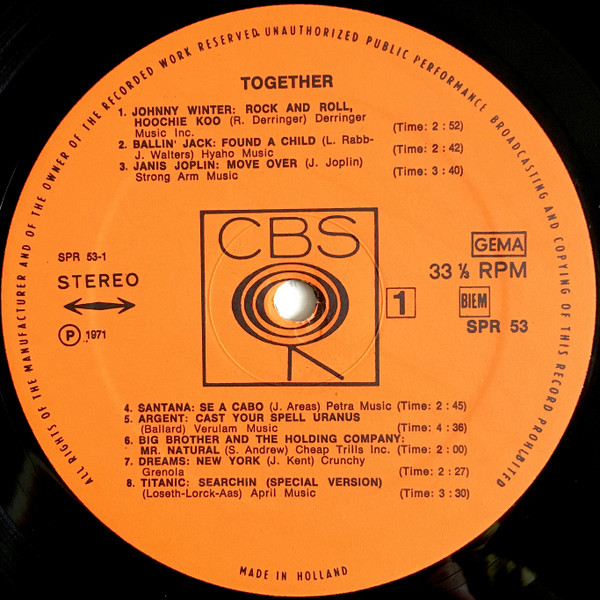 ALL RIGHTS OF THE MANUFACTURER AND OF THE OWNER OF THE RECORDED WORK RESERVED. UNAUTHORIZED PUBLIC PERFORMANCE BROADCASTING AND COPYING OF THIS RECORD PROHIBITED
TOGETHER
1. JOHNNY WINTER: ROCK AND ROLL,
HOOCHIE KOO (R. Derringer) Derringer
Music Inc. (Time: 2 : 52)
2. BALLIN' JACK: FOUND A CHILD (L. Rabb-
J. Walters) Hyaho Music (Time: 2 : 42)
3. JANIS JOPLIN: MOVE OVER (J. Joplin)
Strong Arm Music (Time: 3 : 40)
CBS
SPR 53-1
STEREO
P 1971
GEMA
33 ⅓ RPM
1
BIEM
SPR 53
4. SANTANA: SE A CABO (J. Areas) Petra Music (Time: 2 : 45)
5. ARGENT: CAST YOUR SPELL URANUS
(Ballard) Verulam Music (Time: 4 : 36)
6. BIG BROTHER AND THE HOLDING COMPANY:
MR. NATURAL (S. Andrew) Cheap Trills Inc. (Time: 2 : 00)
7. DREAMS: NEW YORK (J. Kent) Crunchy
Grenola (Time: 2 : 27)
8. TITANIC: SEARCHIN (SPECIAL VERSION)
(Loseth-Lorck-Aas) April Music (Time: 3 : 30)
MADE IN HOLLAND